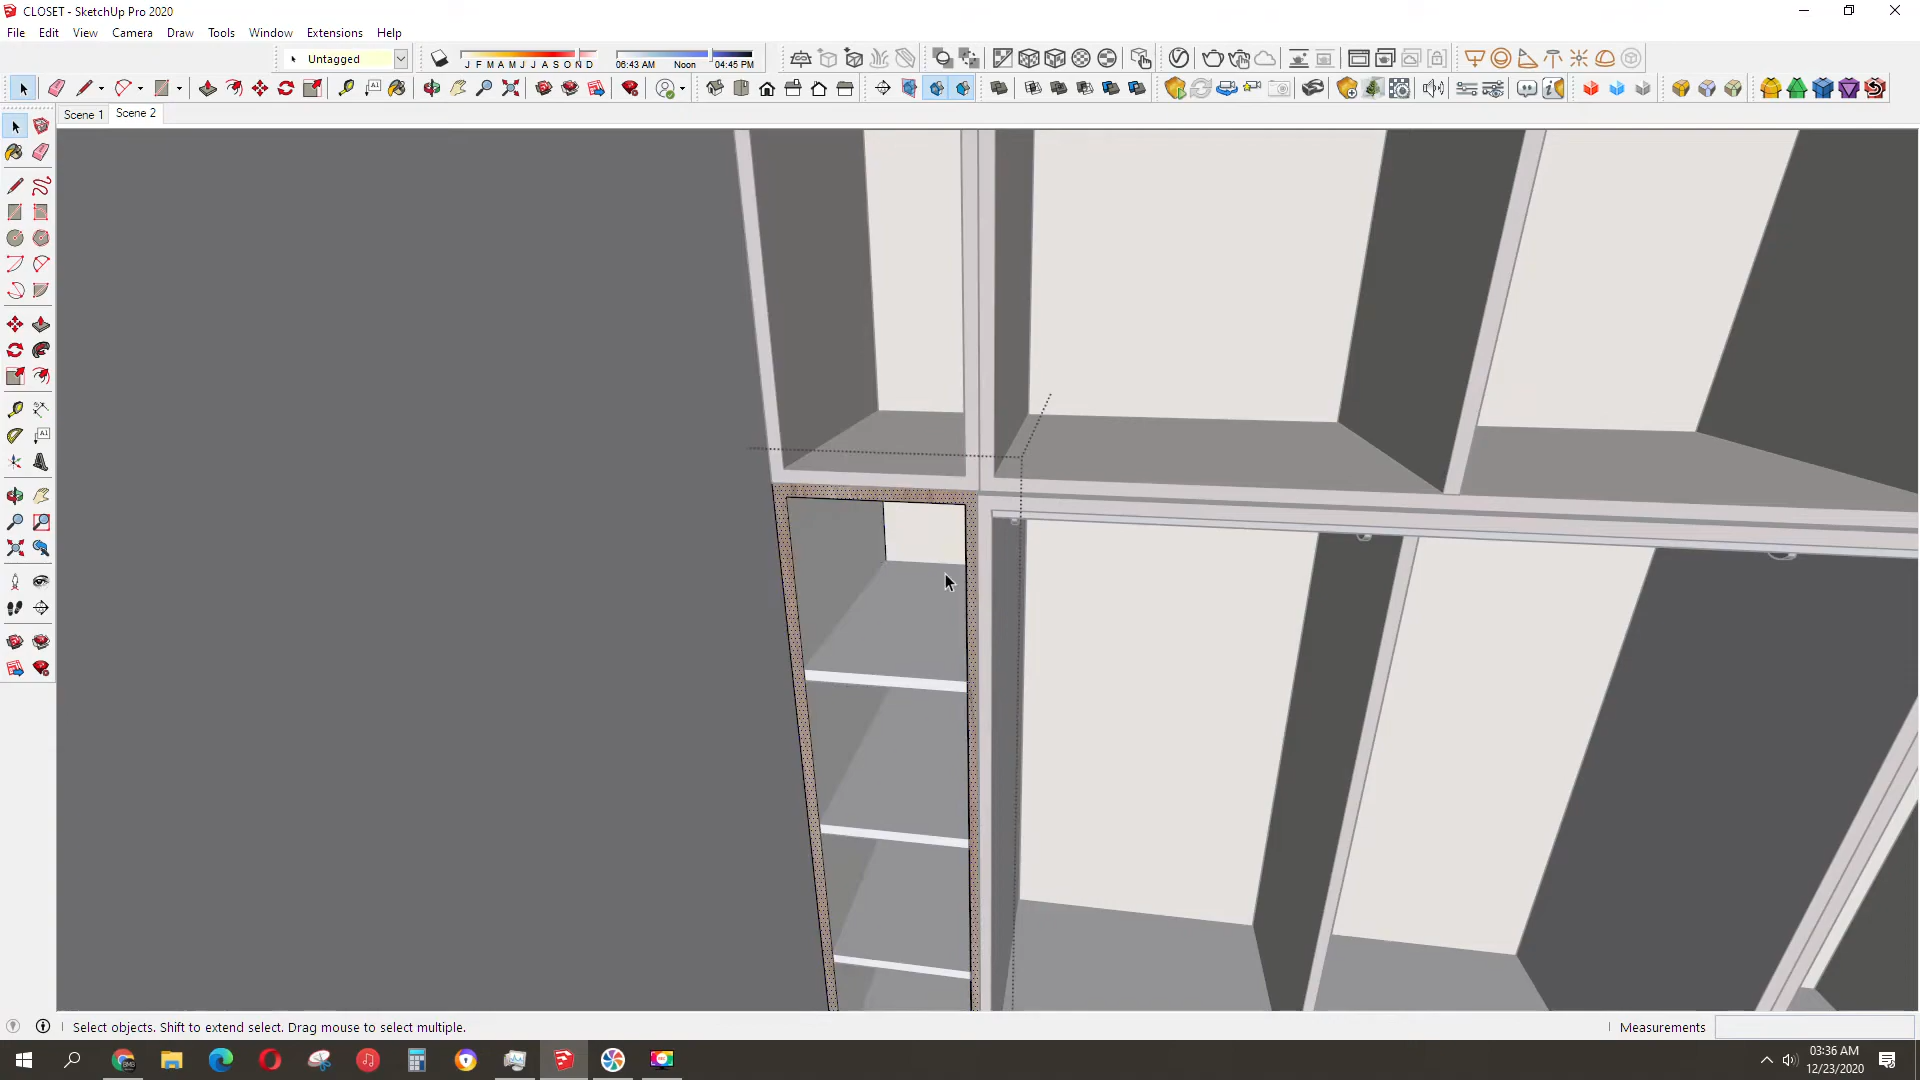 CLOSET - SketchUp Pro 2020
File Edit View Camera Draw Tools Window Extensions Help
Untagged
J F M A M J J A S O N D
06:43 AM Noon 04:45 PM
Scene 1 Scene 2
Select objects. Shift to extend select. Drag mouse to select multiple.
Measurements
03:36 AM
12/23/2020